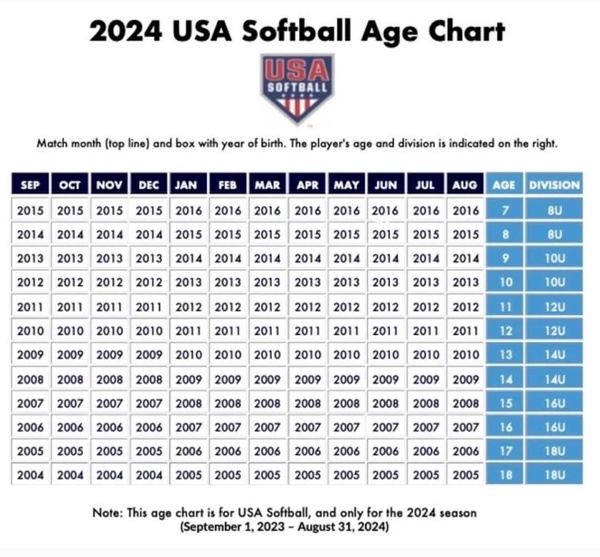 2024 USA Softball Age Chart
USA
SOFTBALL
Match month (top line) and box with year of birth. The player's age and division is indicated on the right.
SEP OCT NOV DEC JAN FEB MAR APR MAY JUN JUL AUG AGE DIVISION
2015 2015 2015 2015 2016 2016 2016 2016 2016 2016 2016 2016 7 8U
2014 2014 2014 2014 2015 2015 2015 2015 2015 2015 2015 2015 8 8U
2013 2013 2013 2013 2014 2014 2014 2014 2014 2014 2014 2014 9 10U
2012 2012 2012 2012 2013 2013 2013 2013 2013 2013 2013 2013 10 10U
2011 2011 2011 2011 2012 2012 2012 2012 2012 2012 2012 2012 11 12U
2010 2010 2010 2010 2011 2011 2011 2011 2011 2011 2011 2011 12 12U
2009 2009 2009 2009 2010 2010 2010 2010 2010 2010 2010 2010 13 14U
2008 2008 2008 2008 2009 2009 2009 2009 2009 2009 2009 2009 14 14U
2007 2007 2007 2007 2008 2008 2008 2008 2008 2008 2008 2008 15 16U
2006 2006 2006 2006 2007 2007 2007 2007 2007 2007 2007 2007 16 16U
2005 2005 2005 2005 2006 2006 2006 2006 2006 2006 2006 2006 17 18U
2004 2004 2004 2004 2005 2005 2005 2005 2005 2005 2005 2005 18 18U
Note: This age chart is for USA Softball, and only for the 2024 season
(September 1, 2023 – August 31, 2024)